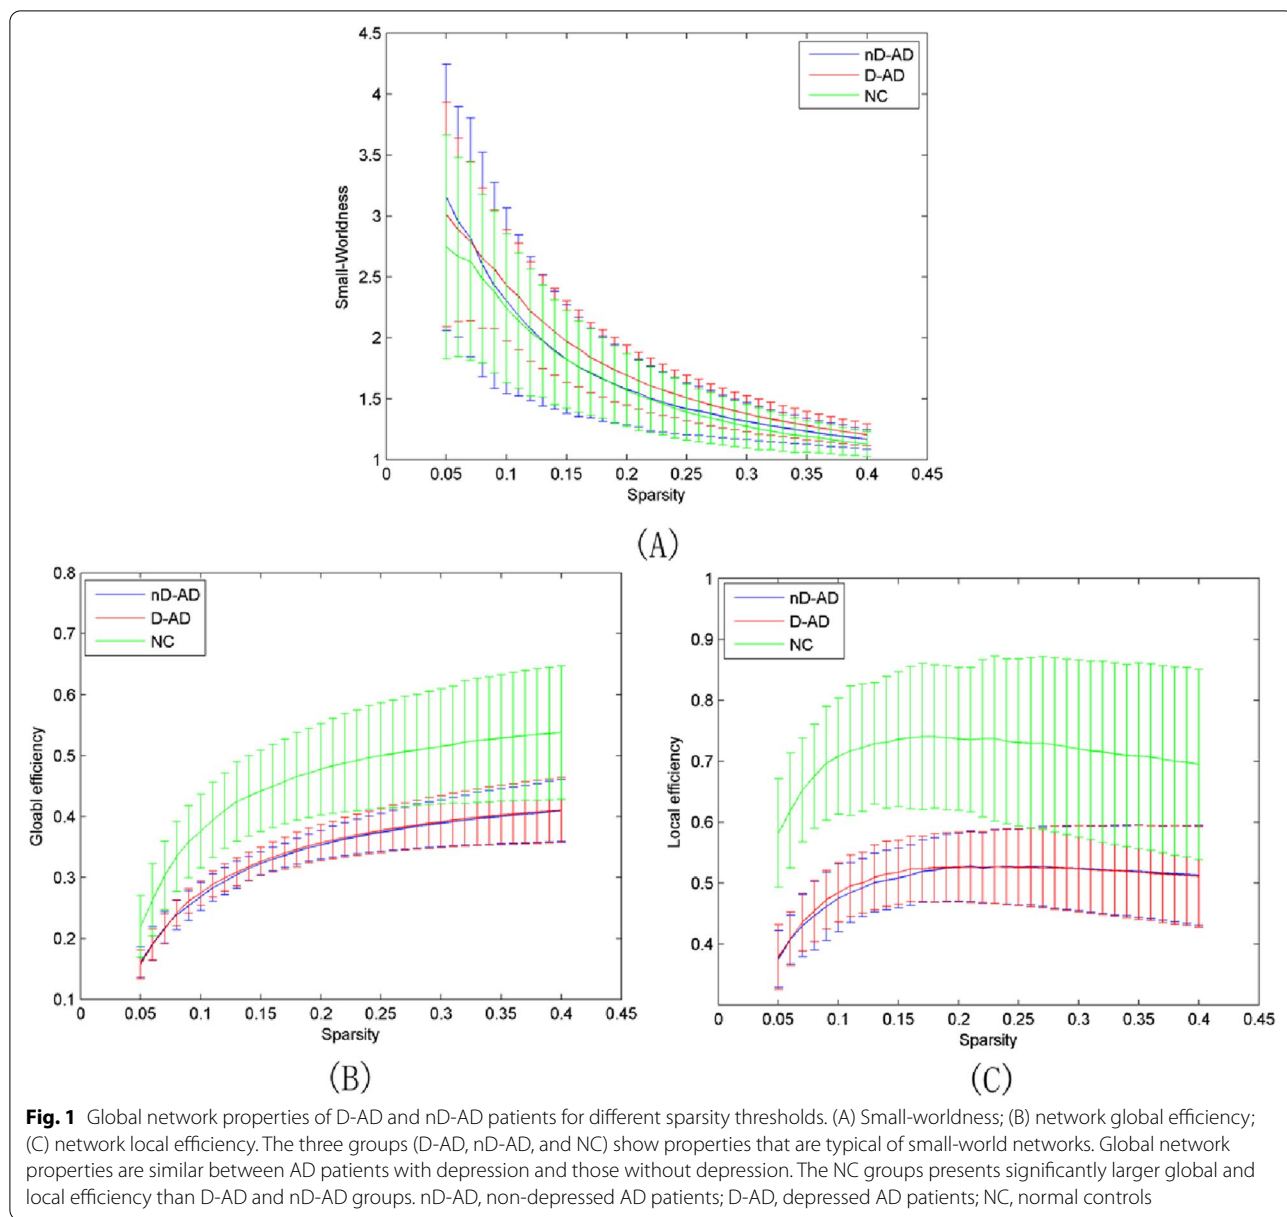 4.5
4
3.5
3
2.5
2
1.5
1
Small-Worldness
nD-AD
D-AD
NC
0 0.05 0.1 0.15 0.2 0.25 0.3 0.35 0.4 0.45
Sparsity
(A)
0.8
0.7
0.6
0.5
0.4
0.3
0.2
0.1
Gloabl efficiency
nD-AD
D-AD
NC
0 0.05 0.1 0.15 0.2 0.25 0.3 0.35 0.4 0.45
Sparsity
(B)
1
0.9
0.8
0.7
0.6
0.5
0.4
Local efficiency
nD-AD
D-AD
NC
0 0.05 0.1 0.15 0.2 0.25 0.3 0.35 0.4 0.45
Sparsity
(C)
Fig. 1 Global network properties of D-AD and nD-AD patients for different sparsity thresholds. (A) Small-worldness; (B) network global efficiency;
(C) network local efficiency. The three groups (D-AD, nD-AD, and NC) show properties that are typical of small-world networks. Global network
properties are similar between AD patients with depression and those without depression. The NC groups presents significantly larger global and
local efficiency than D-AD and nD-AD groups. nD-AD, non-depressed AD patients; D-AD, depressed AD patients; NC, normal controls